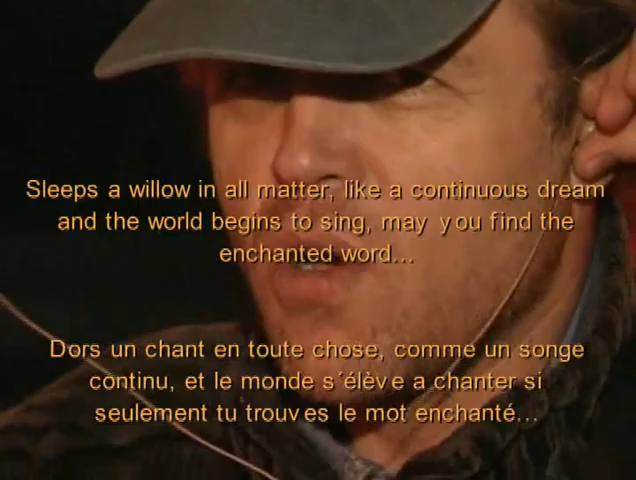 Sleeps a willow in all matter, like a continuous dream
and the world begins to sing, may you find the
enchanted word...
Dors un chant en toute chose, comme un songe
continu, et le monde s´élève a chanter si
seulement tu trouves le mot enchanté...